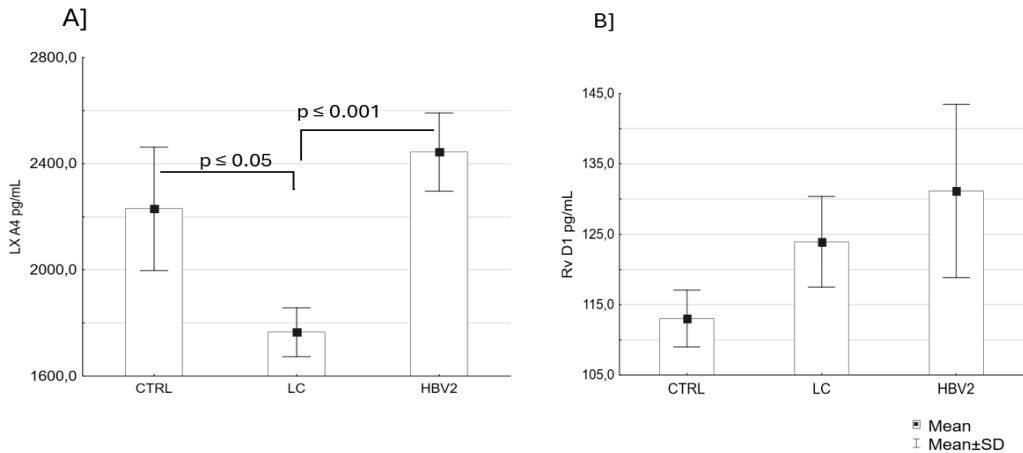 A]
2800,0
2400,0
2000,0
1600,0
LX A4 pg/mL
p ≤ 0.05
p ≤ 0.001
CTRL LC HBV2
B]
145,0
135,0
125,0
115,0
105,0
Rv D1 pg/mL
CTRL LC HBV2
Mean
Mean±SD